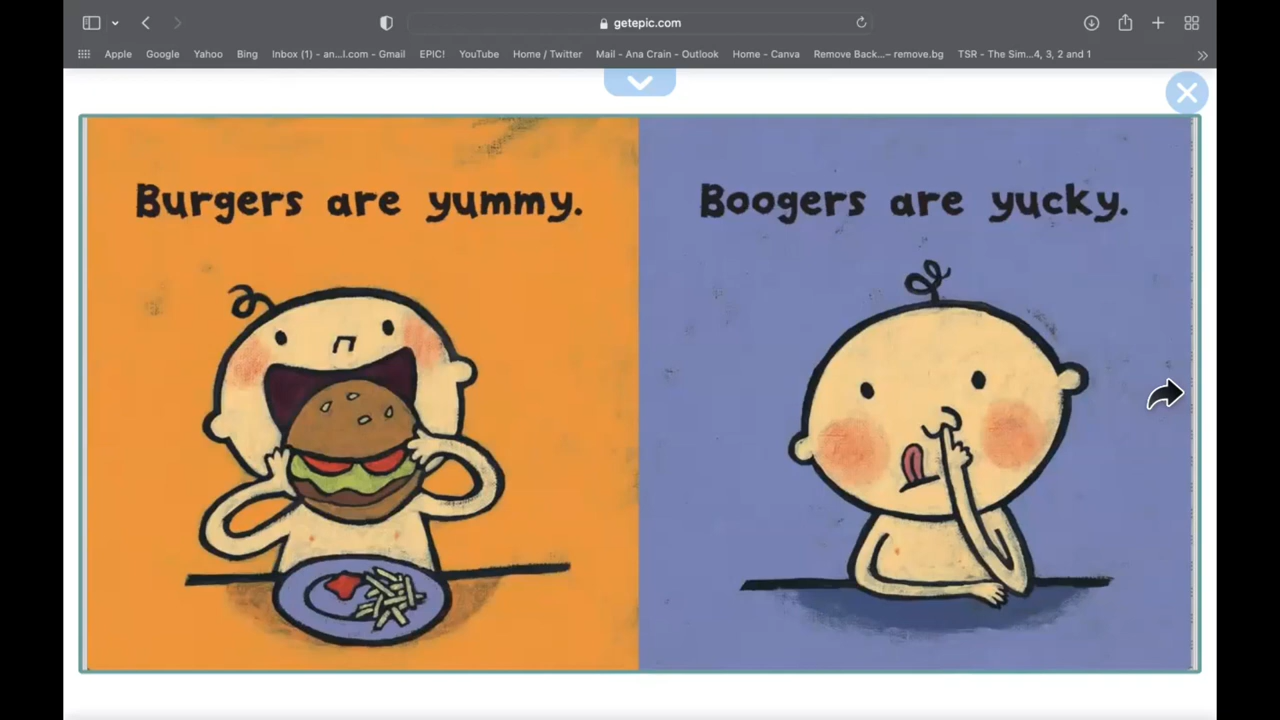 getepic.com
Apple Google Yahoo Bing Inbox (1) - an...l.com - Gmail EPIC! YouTube Home / Twitter Mail - Ana Crain - Outlook Home - Canva Remove Back...– remove.bg TSR - The Sim...4, 3, 2 and 1
Burgers are yummy.
Boogers are yucky.